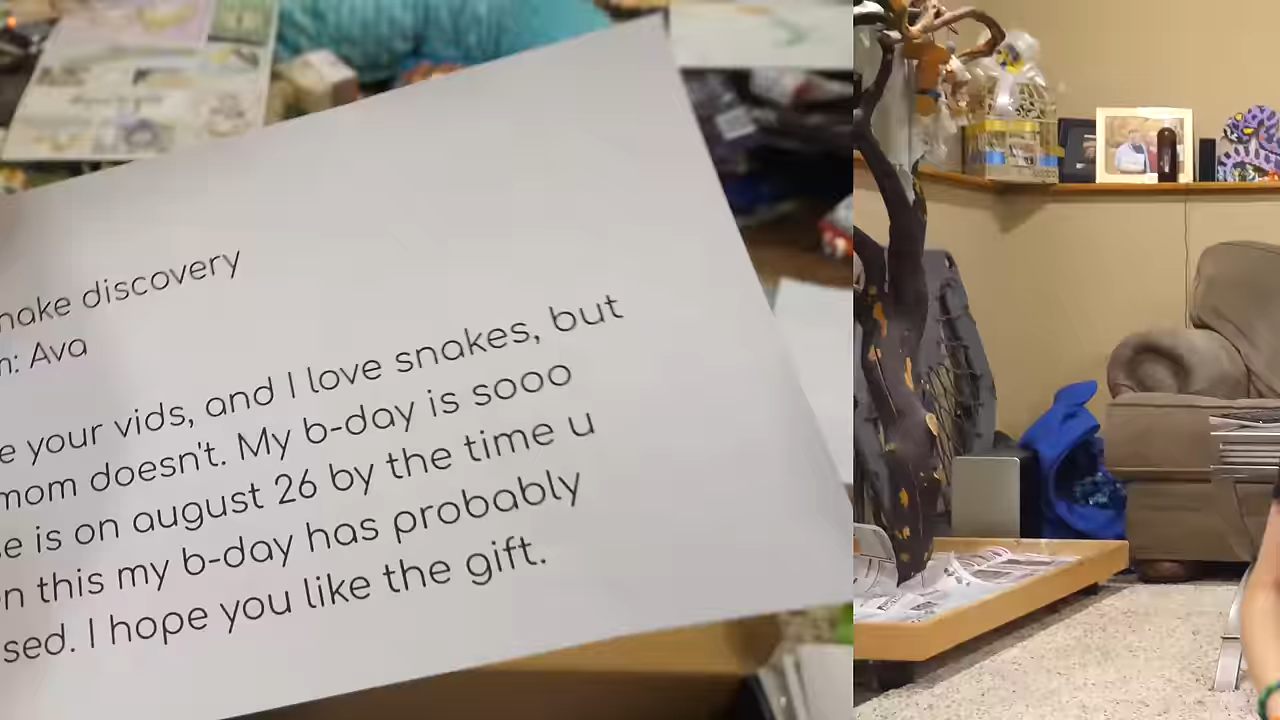 nake discovery
n: Ava
e your vids, and I love snakes, but
mom doesn't. My b-day is sooo
e is on august 26 by the time u
n this my b-day has probably
sed. I hope you like the gift.